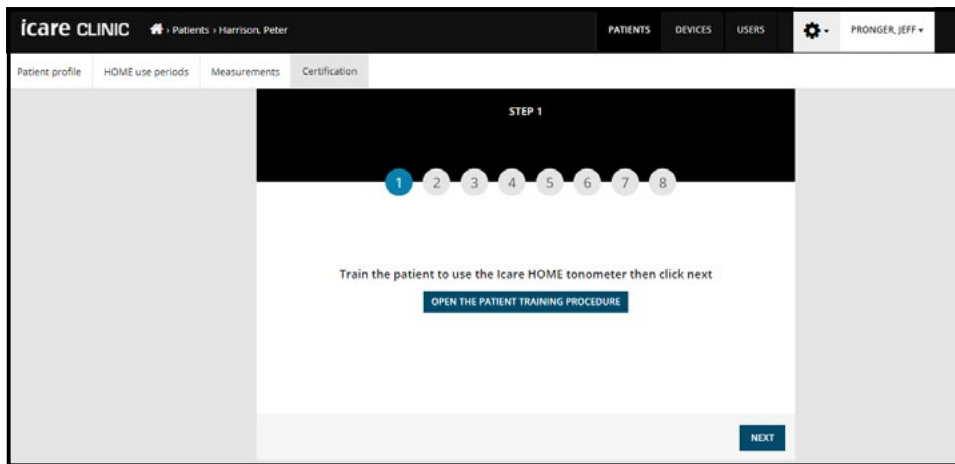 icare CLINIC › Patients › Harrison, Peter PATIENTS DEVICES USERS PRONGER, JEFF
Patient profile HOME use periods Measurements Certification
STEP 1
1 2 3 4 5 6 7 8
Train the patient to use the Icare HOME tonometer then click next
OPEN THE PATIENT TRAINING PROCEDURE
NEXT